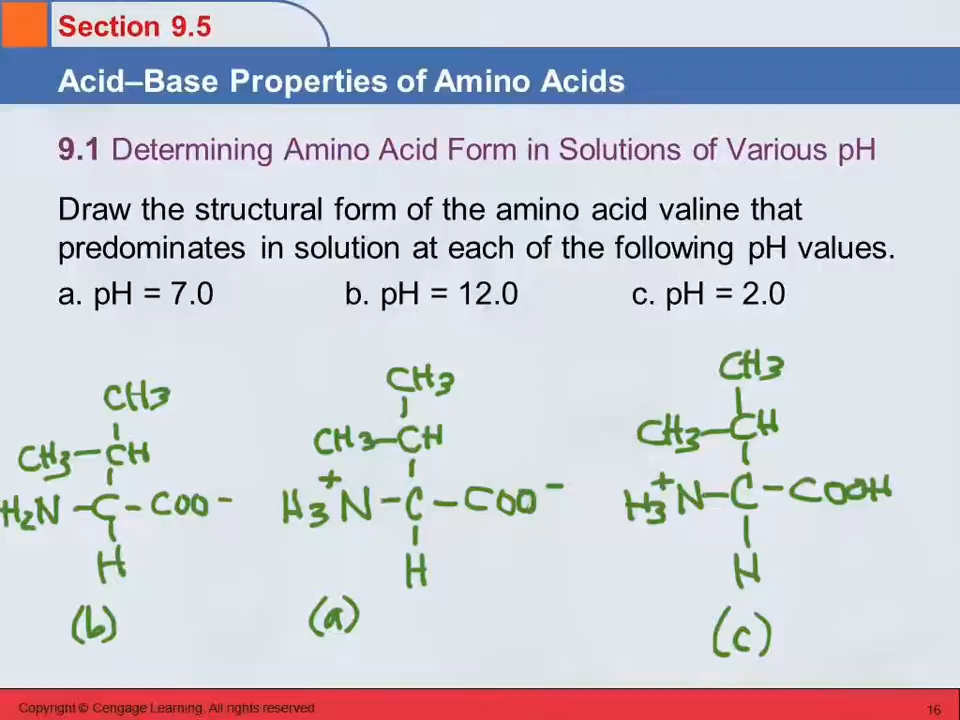 Section 9.5
Acid–Base Properties of Amino Acids
9.1 Determining Amino Acid Form in Solutions of Various pH
Draw the structural form of the amino acid valine that
predominates in solution at each of the following pH values.
a. pH = 7.0 b. pH = 12.0 c. pH = 2.0
CH3
CH3-CH
H2N-C-COO-
H
(b)
CH3
CH3-CH
H3+N-C-COO-
H
(a)
CH3
CH3-CH
H3+N-C-COOH
H
(c)
Copyright © Cengage Learning. All rights reserved
16